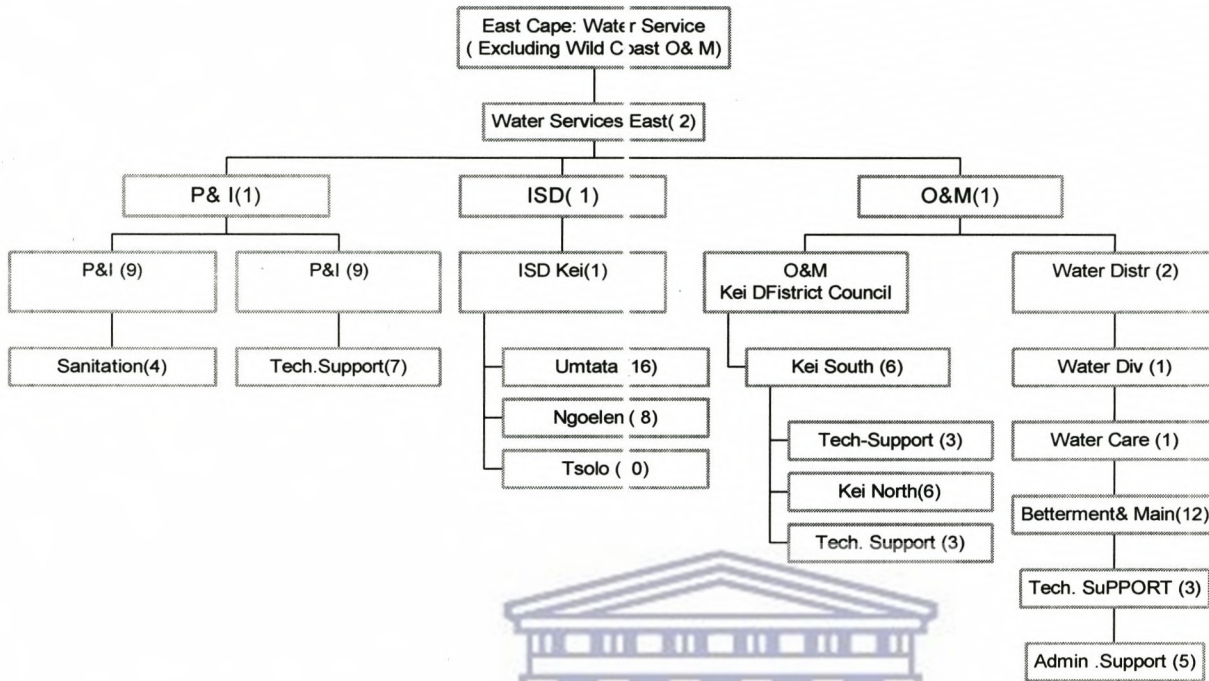 East Cape: Water Service
( Excluding Wild Coast O& M)
Water Services East( 2)
P& I(1)
ISD( 1)
O&M(1)
P&I (9)
P&I (9)
ISD Kei(1)
O&M
Kei DFistrict Council
Water Distr (2)
Sanitation(4)
Tech.Support(7)
Umtata 16)
Kei South (6)
Water Div (1)
Ngoelen ( 8)
Tsolo ( 0)
Tech-Support (3)
Kei North(6)
Tech. Support (3)
Water Care (1)
Betterment& Main(12)
Tech. SuPPORT (3)
Admin .Support (5)